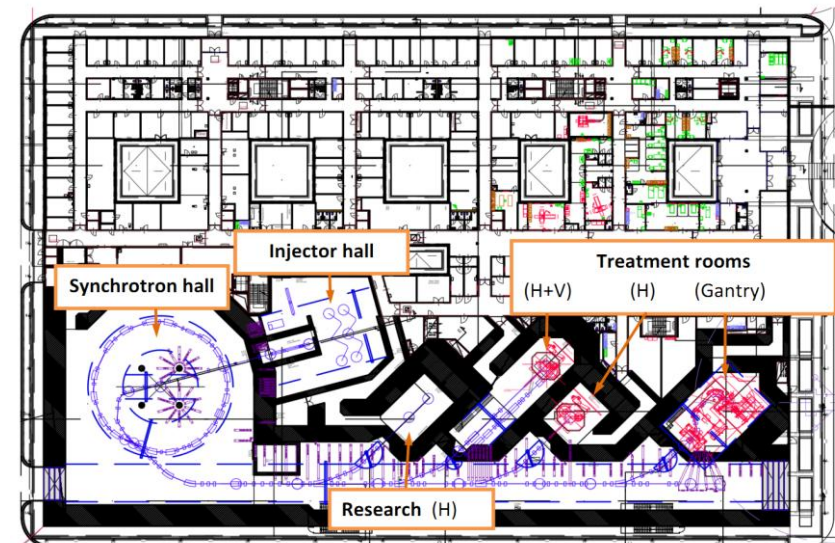 Injector hall
Synchrotron hall
Treatment rooms
(H+V) (H) (Gantry)
Research (H)